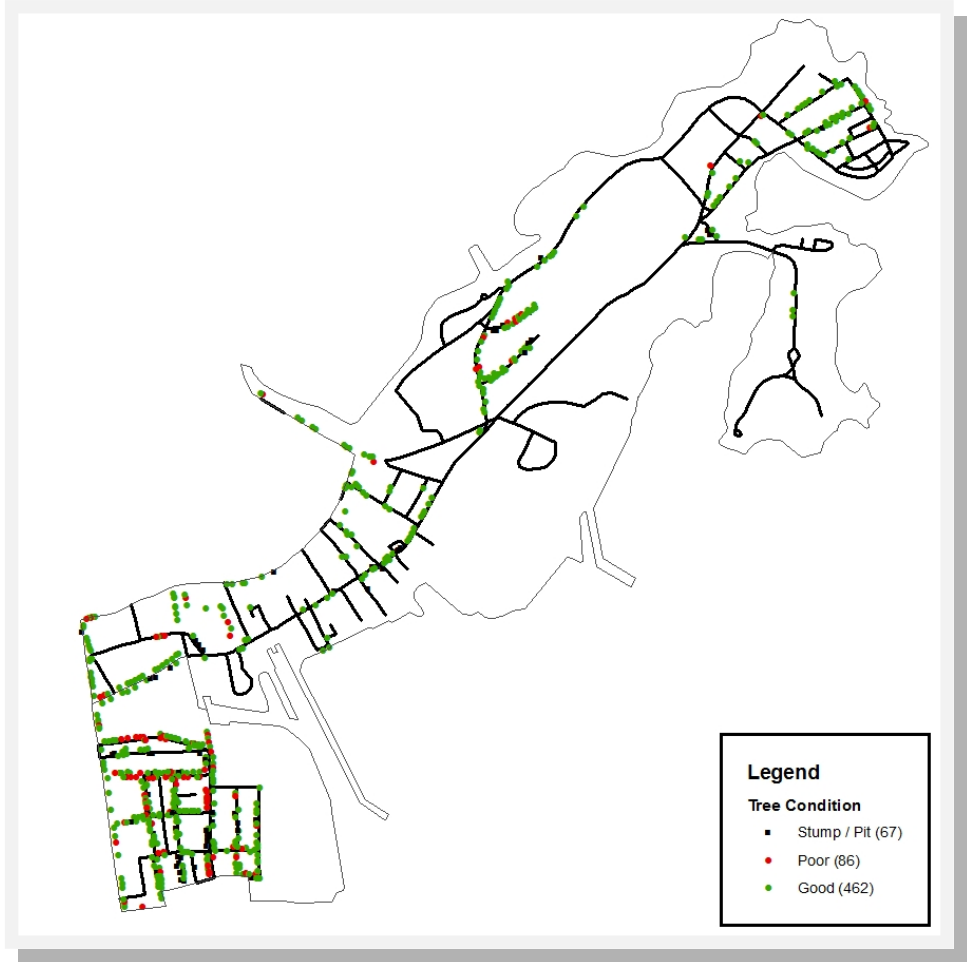 Legend
Tree Condition
Stump / Pit (67)
Poor (86)
Good (462)